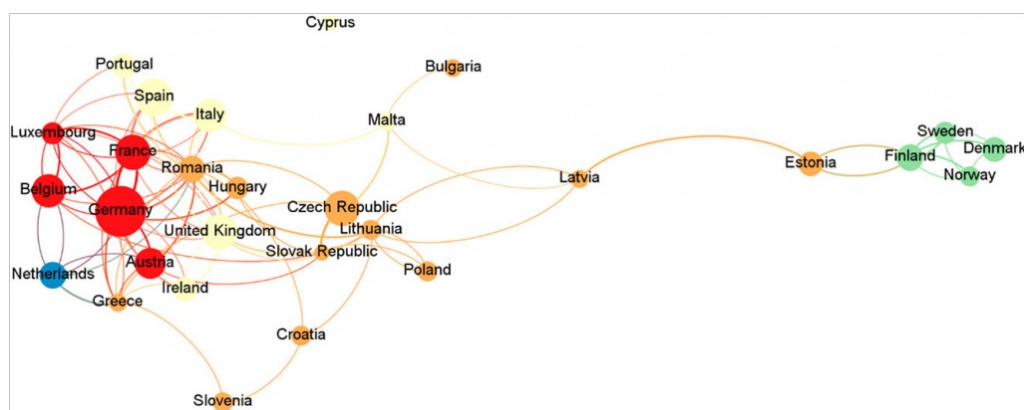 Cyprus
Portugal
Bulgaria
Spain
Italy
Malta
Luxembourg
Sweden
France
Denmark
Finland
Romania
Estonia
Norway
Latvia
Hungary
Belgium
Czech Republic
Germany
United Kingdom
Lithuania
Slovak Republic
Austria
Poland
Netherlands
Ireland
Greece
Croatia
Slovenia